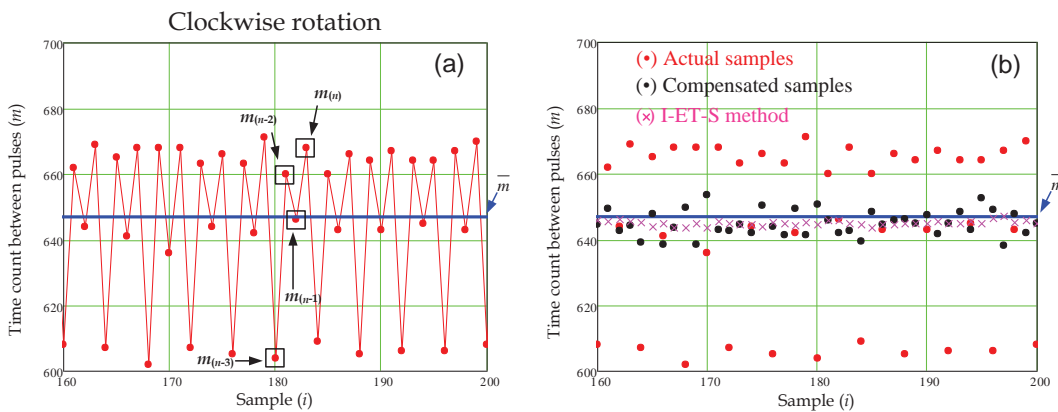 Clockwise rotation
(a)
700
680
660
640
620
600
160
170
180
190
200
Time count between pulses (m)
Sample (i)
m(n-2)
m(n)
m(n-1)
m(n-3)
m̅
(b)
(•) Actual samples
(•) Compensated samples
(×) I-ET-S method
700
680
660
640
620
600
160
170
180
190
200
Time count between pulses (m)
Sample (i)
m̅